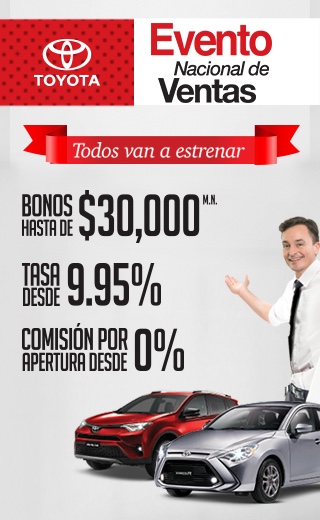 TOYOTA
Evento
Nacional de
Ventas
Todos van a estrenar
BONOS
HASTA DE $30,000 M.N.
TASA
DESDE 9.95%
COMISIÓN POR
APERTURA DESDE 0%